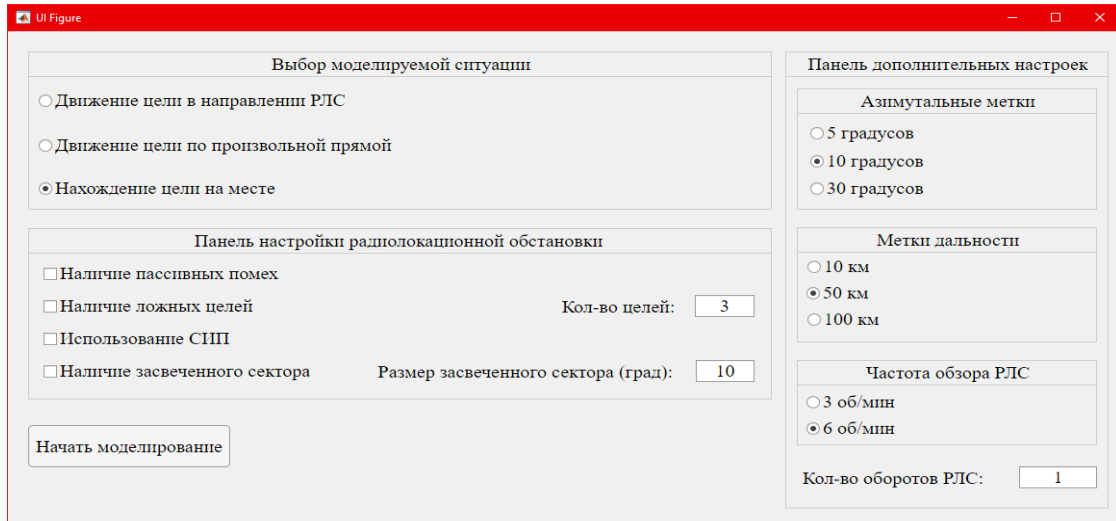 UI Figure
Выбор моделируемой ситуации
Движение цели в направлении РЛС
Движение цели по произвольной прямой
Нахождение цели на месте
Панель настройки радиолокационной обстановки
Наличие пассивных помех
Наличие ложных целей
Кол-во целей: 3
Использование СИП
Наличие засвеченного сектора
Размер засвеченного сектора (град): 10
Начать моделирование
Панель дополнительных настроек
Азимутальные метки
5 градусов
10 градусов
30 градусов
Метки дальности
10 км
50 км
100 км
Частота обзора РЛС
3 об/мин
6 об/мин
Кол-во оборотов РЛС: 1